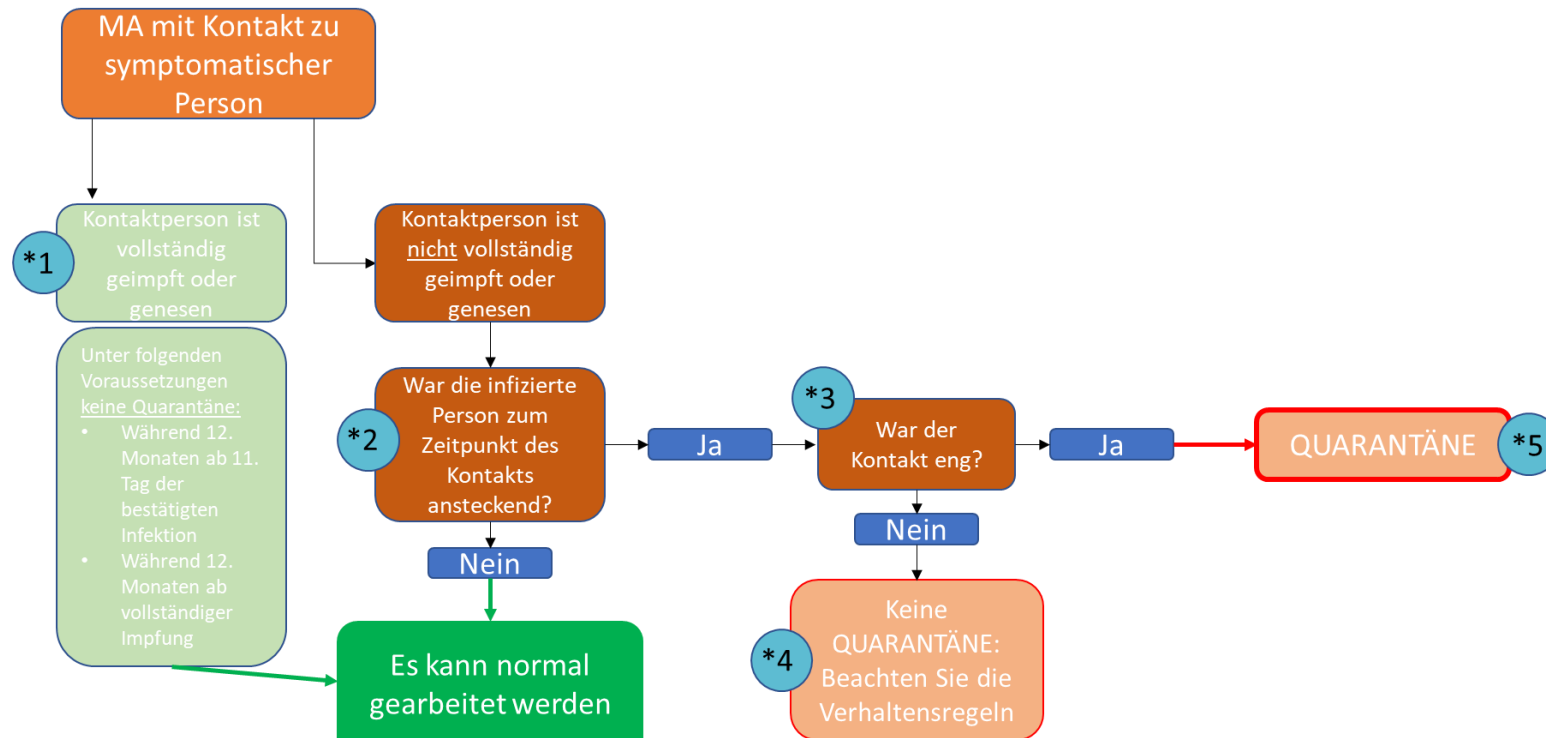 MA mit Kontakt zu
symptomatischer
Person
*1
Kontaktperson ist
vollständig
geimpft oder
genesen
Kontaktperson ist
nicht vollständig
geimpft oder
genesen
Unter folgenden
Voraussetzungen
keine Quarantäne:
• Während 12.
Monaten ab 11.
Tag der
bestätigten
Infektion
• Während 12.
Monaten ab
vollständiger
Impfung
*2
War die infizierte
Person zum
Zeitpunkt des
Kontakts
ansteckend?
Ja
*3
War der
Kontakt eng?
Ja
QUARANTÄNE
*5
Nein
Nein
Es kann normal
gearbeitet werden
*4
Keine
QUARANTÄNE:
Beachten Sie die
Verhaltensregeln